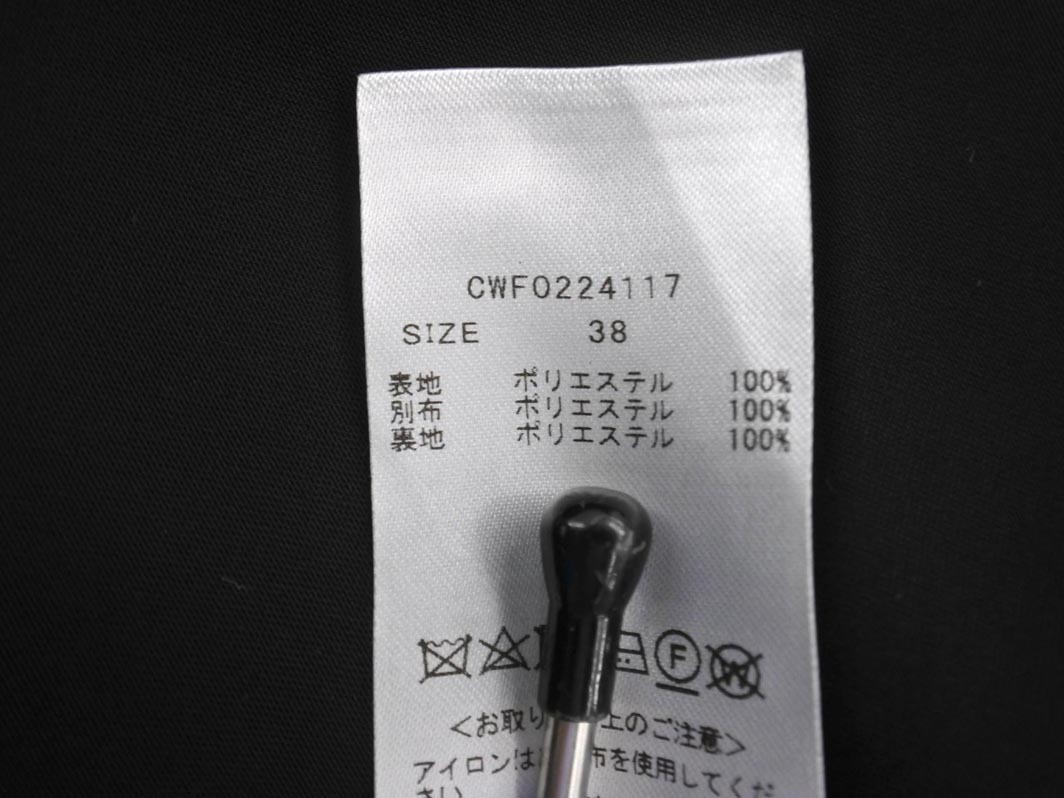 CWF0224117
SIZE 38
表地 ポリエステル 100%
別布 ポリエステル 100%
裏地 ポリエステル 100%
F W
<お取り 上のご注意>
アイロンは 布を使用してくだ
さい